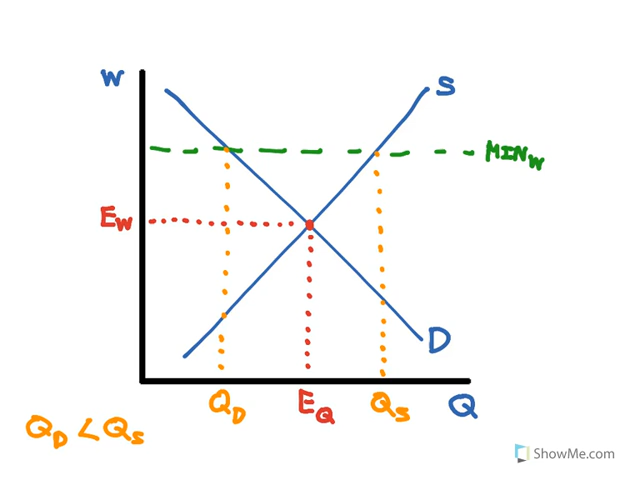 W
S
MINw
Ew
D
QD EQ QS Q
QD < QS
ShowMe.com